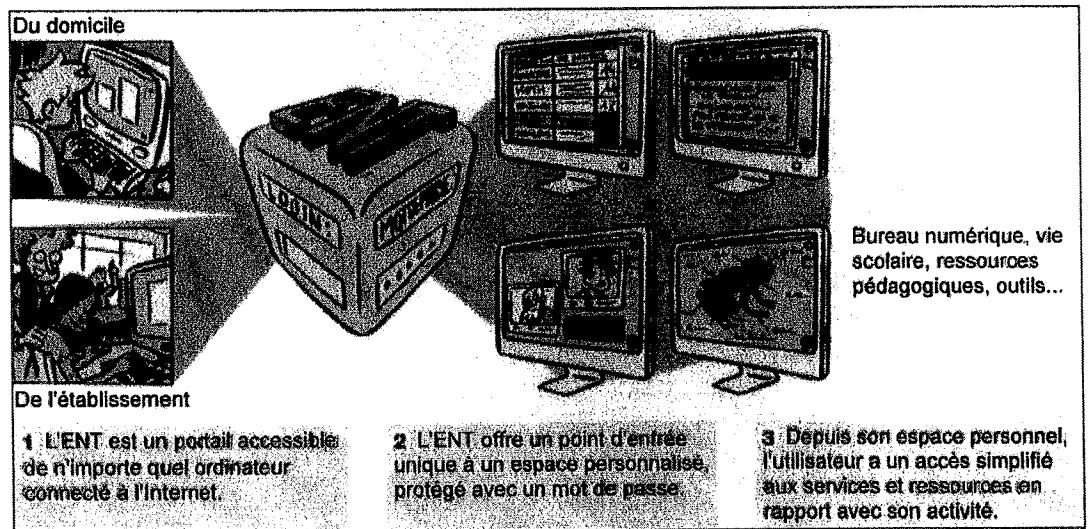 Du domicile
ENT
LOGIN
MOT DE PASSE
Bureau numérique, vie
scolaire, ressources
pédagogiques, outils...
De l'établissement
1 L'ENT est un portail accessible
de n'importe quel ordinateur
connecté à l'Internet.
2 L'ENT offre un point d'entrée
unique à un espace personnalisé,
protégé avec un mot de passe.
3 Depuis son espace personnel,
l'utilisateur a un accès simplifié
aux services et ressources en
rapport avec son activité.